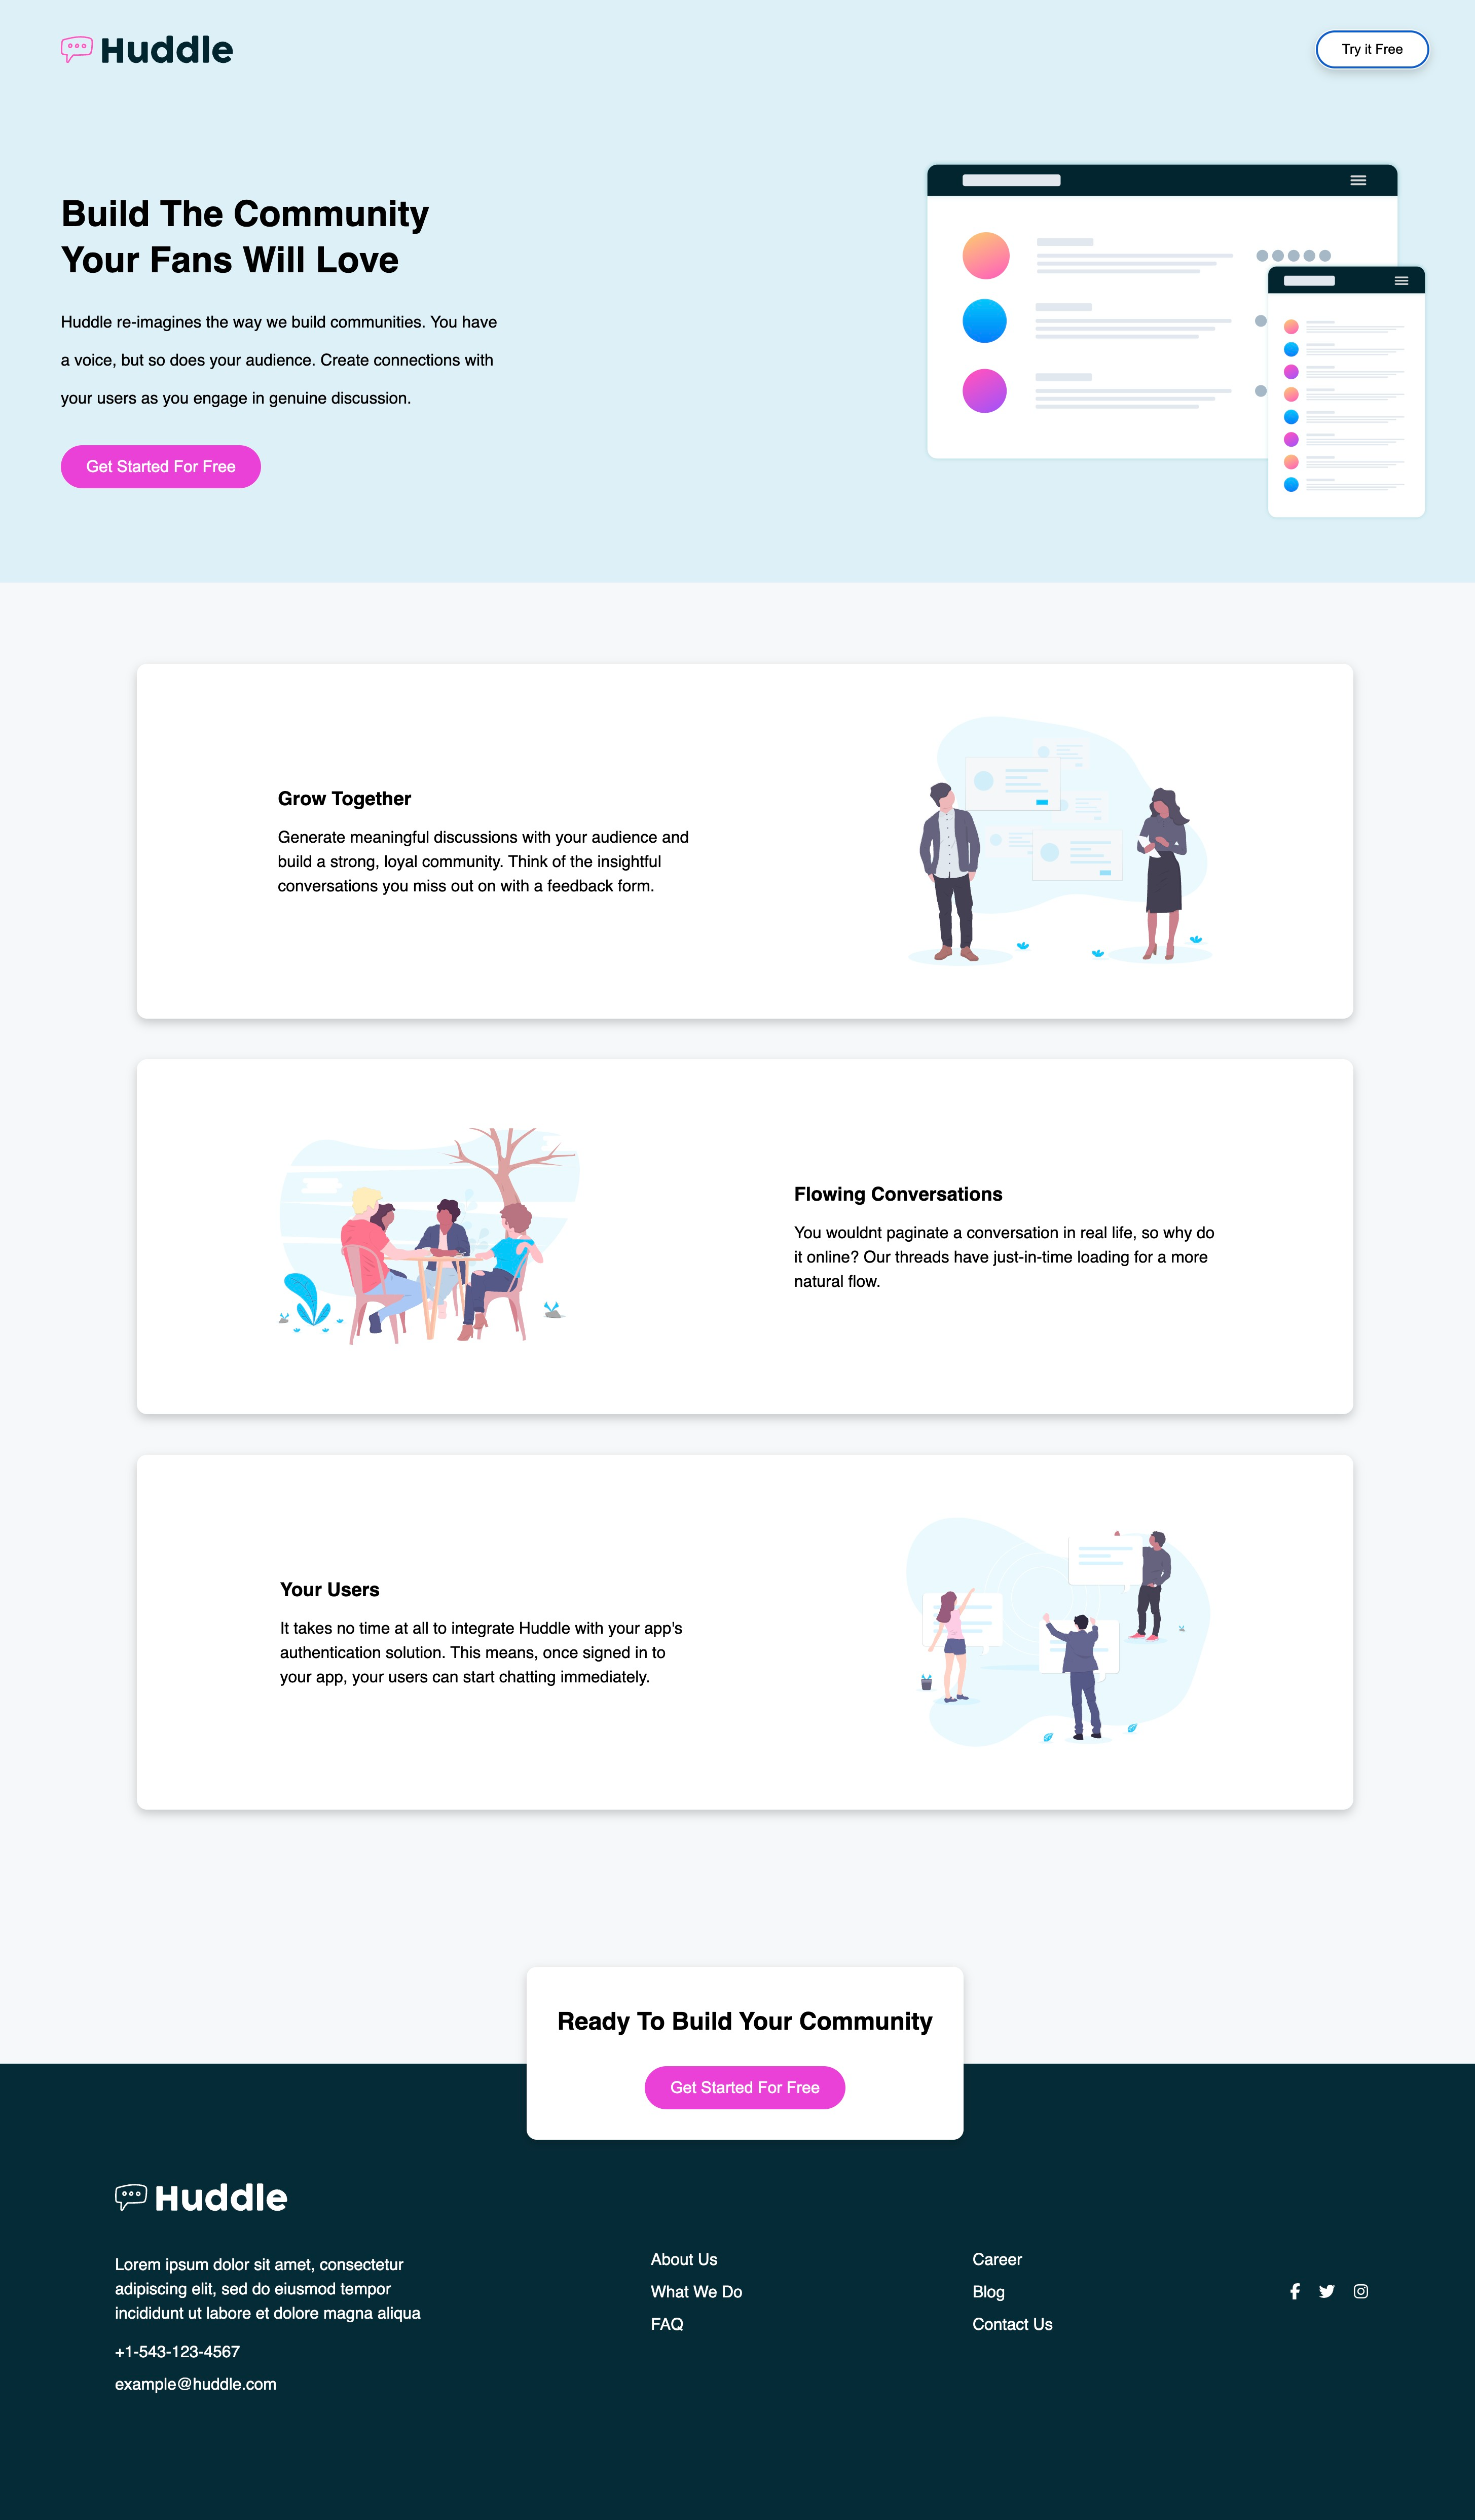 Huddle
Try it Free
Build The Community
Your Fans Will Love
Huddle re-imagines the way we build communities. You have
a voice, but so does your audience. Create connections with
your users as you engage in genuine discussion.
Get Started For Free
Grow Together
Generate meaningful discussions with your audience and
build a strong, loyal community. Think of the insightful
conversations you miss out on with a feedback form.
Flowing Conversations
You wouldnt paginate a conversation in real life, so why do
it online? Our threads have just-in-time loading for a more
natural flow.
Your Users
It takes no time at all to integrate Huddle with your app's
authentication solution. This means, once signed in to
your app, your users can start chatting immediately.
Ready To Build Your Community
Get Started For Free
Huddle
Lorem ipsum dolor sit amet, consectetur
adipiscing elit, sed do eiusmod tempor
incididunt ut labore et dolore magna aliqua
+1-543-123-4567
example@huddle.com
About Us
What We Do
FAQ
Career
Blog
Contact Us